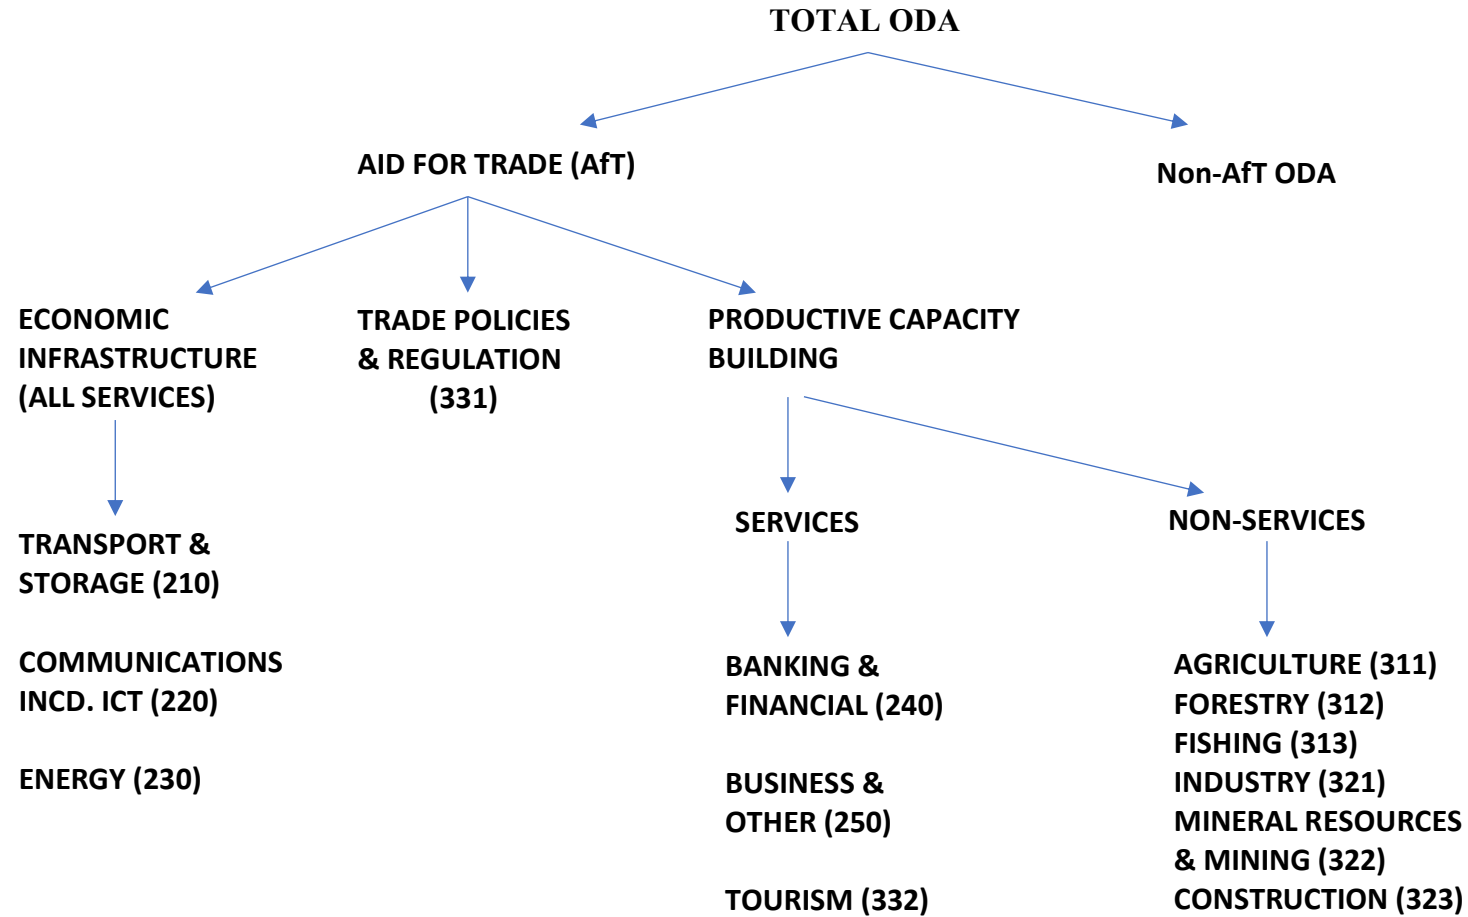 TOTAL ODA
AID FOR TRADE (AfT)
Non-AfT ODA
ECONOMIC
INFRASTRUCTURE
(ALL SERVICES)
TRADE POLICIES
& REGULATION
(331)
PRODUCTIVE CAPACITY
BUILDING
TRANSPORT &
STORAGE (210)
COMMUNICATIONS
INCD. ICT (220)
ENERGY (230)
SERVICES
BANKING &
FINANCIAL (240)
BUSINESS &
OTHER (250)
TOURISM (332)
NON-SERVICES
AGRICULTURE (311)
FORESTRY (312)
FISHING (313)
INDUSTRY (321)
MINERAL RESOURCES
& MINING (322)
CONSTRUCTION (323)